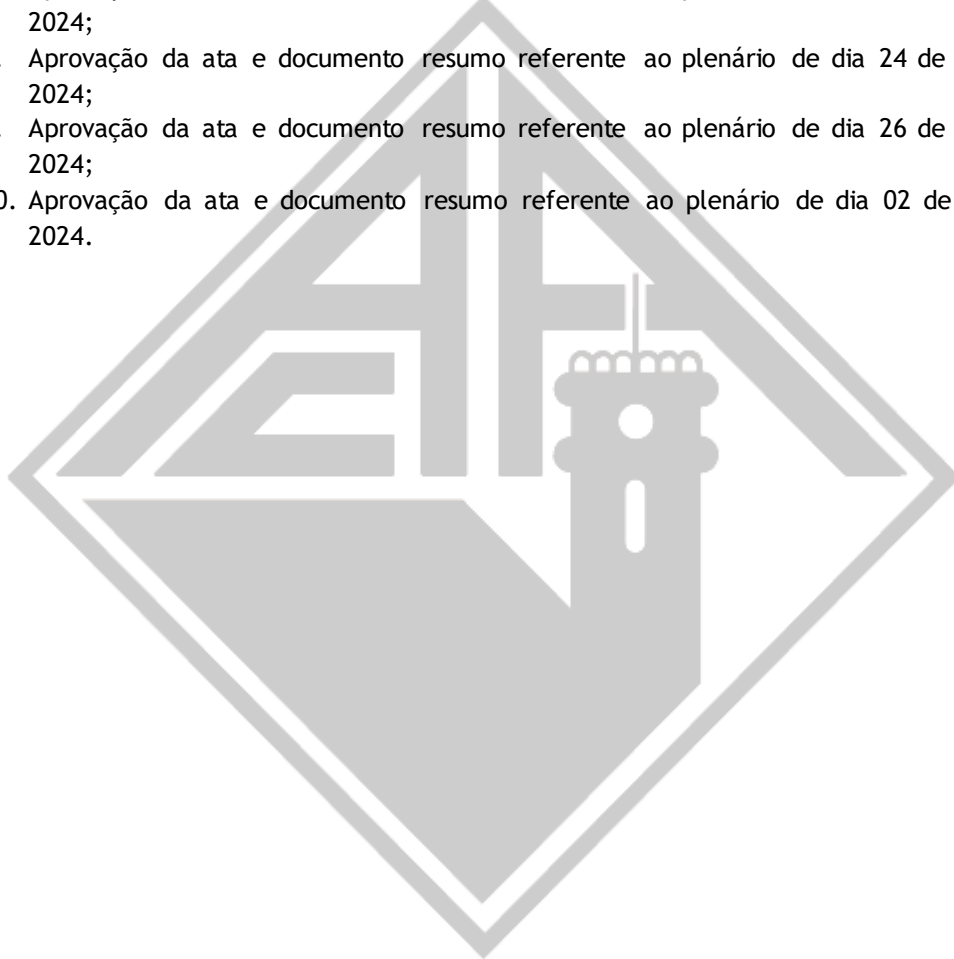 2024;
Aprovação da ata e documento resumo referente ao plenário de dia 24 de
2024;
Aprovação da ata e documento resumo referente ao plenário de dia 26 de
2024;
0. Aprovação da ata e documento resumo referente ao plenário de dia 02 de
2024.